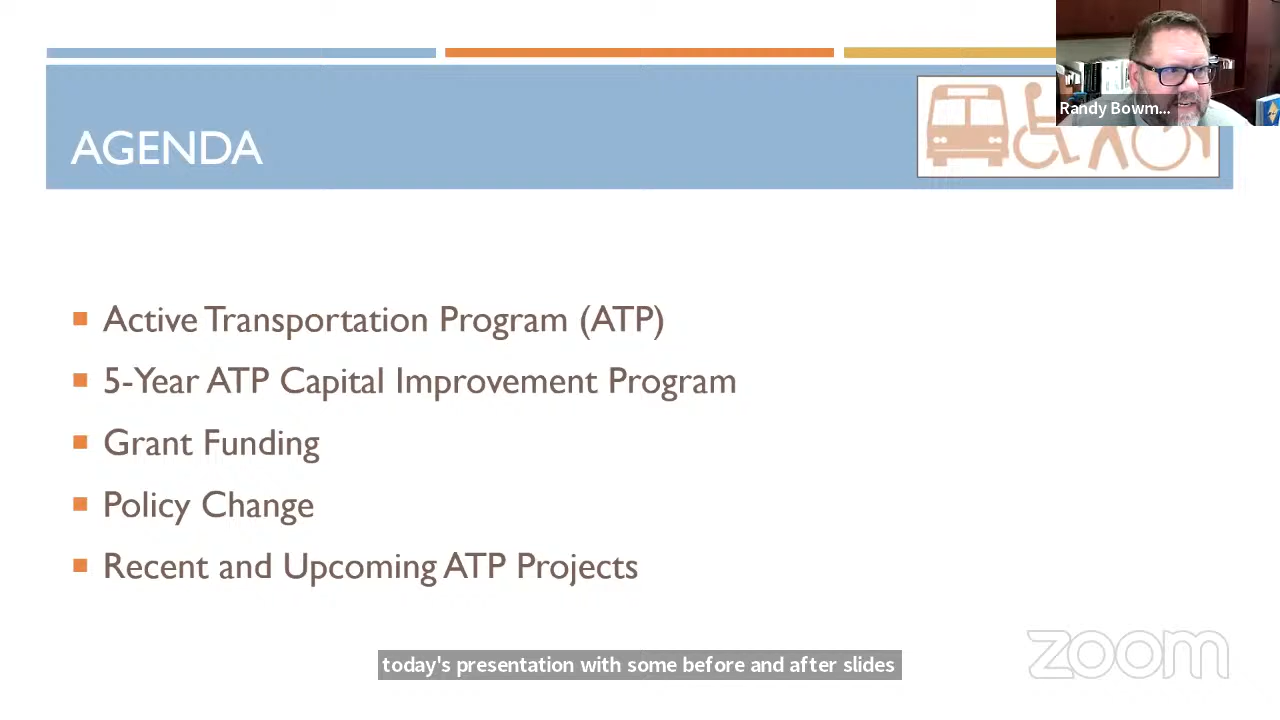 Randy Bowm...
AGENDA
Active Transportation Program (ATP)
5-Year ATP Capital Improvement Program
Grant Funding
Policy Change
Recent and Upcoming ATP Projects
today's presentation with some before and after slides
zoom